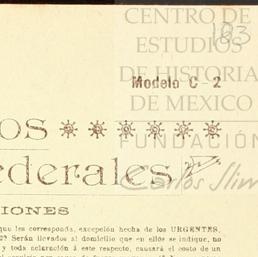 CENTRO DE
ESTUDIOS
DE HISTORIA
DE MEXICO
FUNDACIÓN
Carlos Slim
183
Modelo C - 2
OS
derales
IONES
que les corresponda, excepción hecha de los URGENTES,
2? Serán llevados al domicilio que en ellos se indique, no
y toda aclaración á este respecto, causará el costo de un